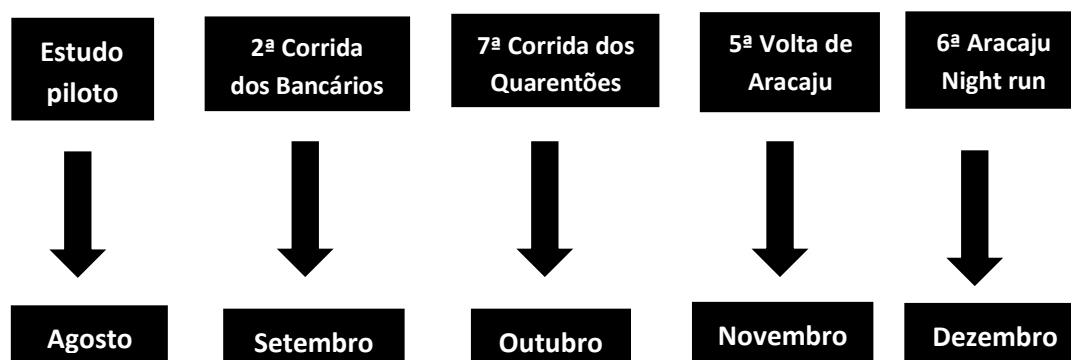 Estudo
piloto
2ª Corrida
dos Bancários
7ª Corrida dos
Quarentões
5ª Volta de
Aracaju
6ª Aracaju
Night run
Agosto
Setembro
Outubro
Novembro
Dezembro